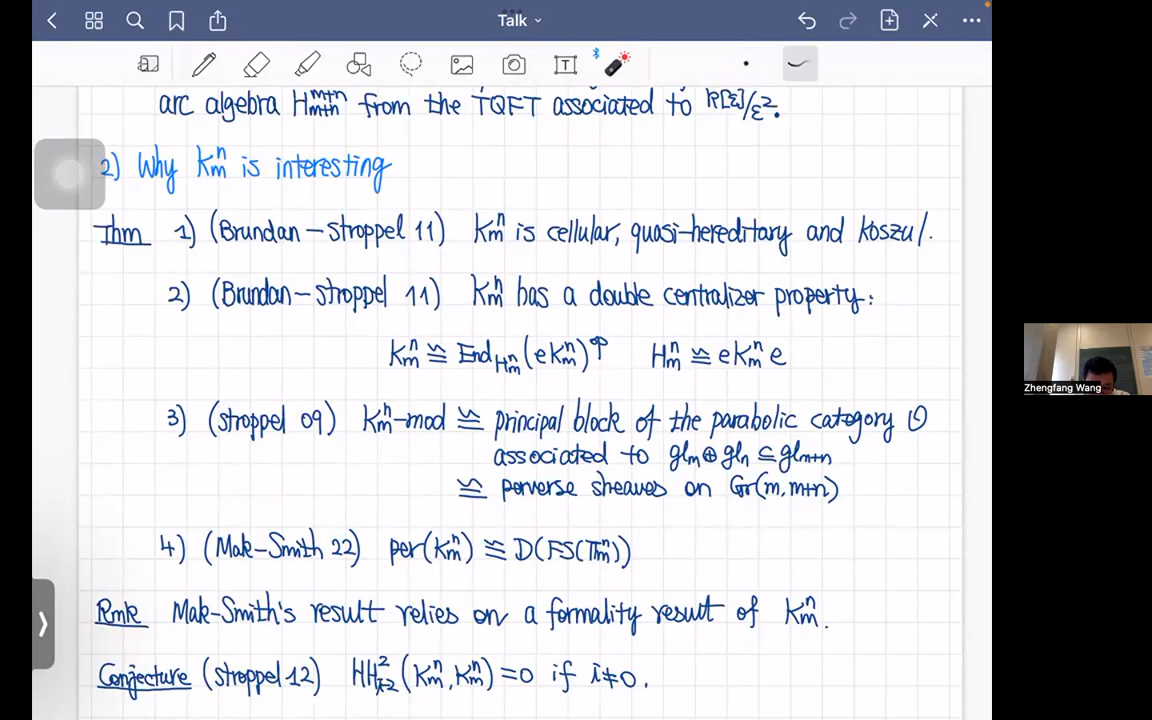 Talk
arc algebra H^{m+n}_{m+n} from the TQFT associated to k[ε]/ε².
2) Why K^n_m is interesting
Thm 1) (Brundan – Stroppel 11) K^n_m is cellular, quasi-hereditary and Koszul.
2) (Brundan – Stroppel 11) K^n_m has a double centralizer property:
K^n_m ≅ End_{H^n_m}(eK^n_m)^{op} H^n_m ≅ eK^n_m e
3) (Stroppel 09) K^n_m-mod ≅ principal block of the parabolic category O
associated to gl_m ⊕ gl_n ⊆ gl_{m+n}
≅ perverse sheaves on Gr(m, m+n)
4) (Mak-Smith 22) per(K^n_m) ≅ D(FS(π^n_m))
Rmk Mak-Smith's result relies on a formality result of K^n_m.
Conjecture (Stroppel 12) HH^2_{i-2}(K^n_m, K^n_m) = 0 if i≠0.
Zhengfang Wang